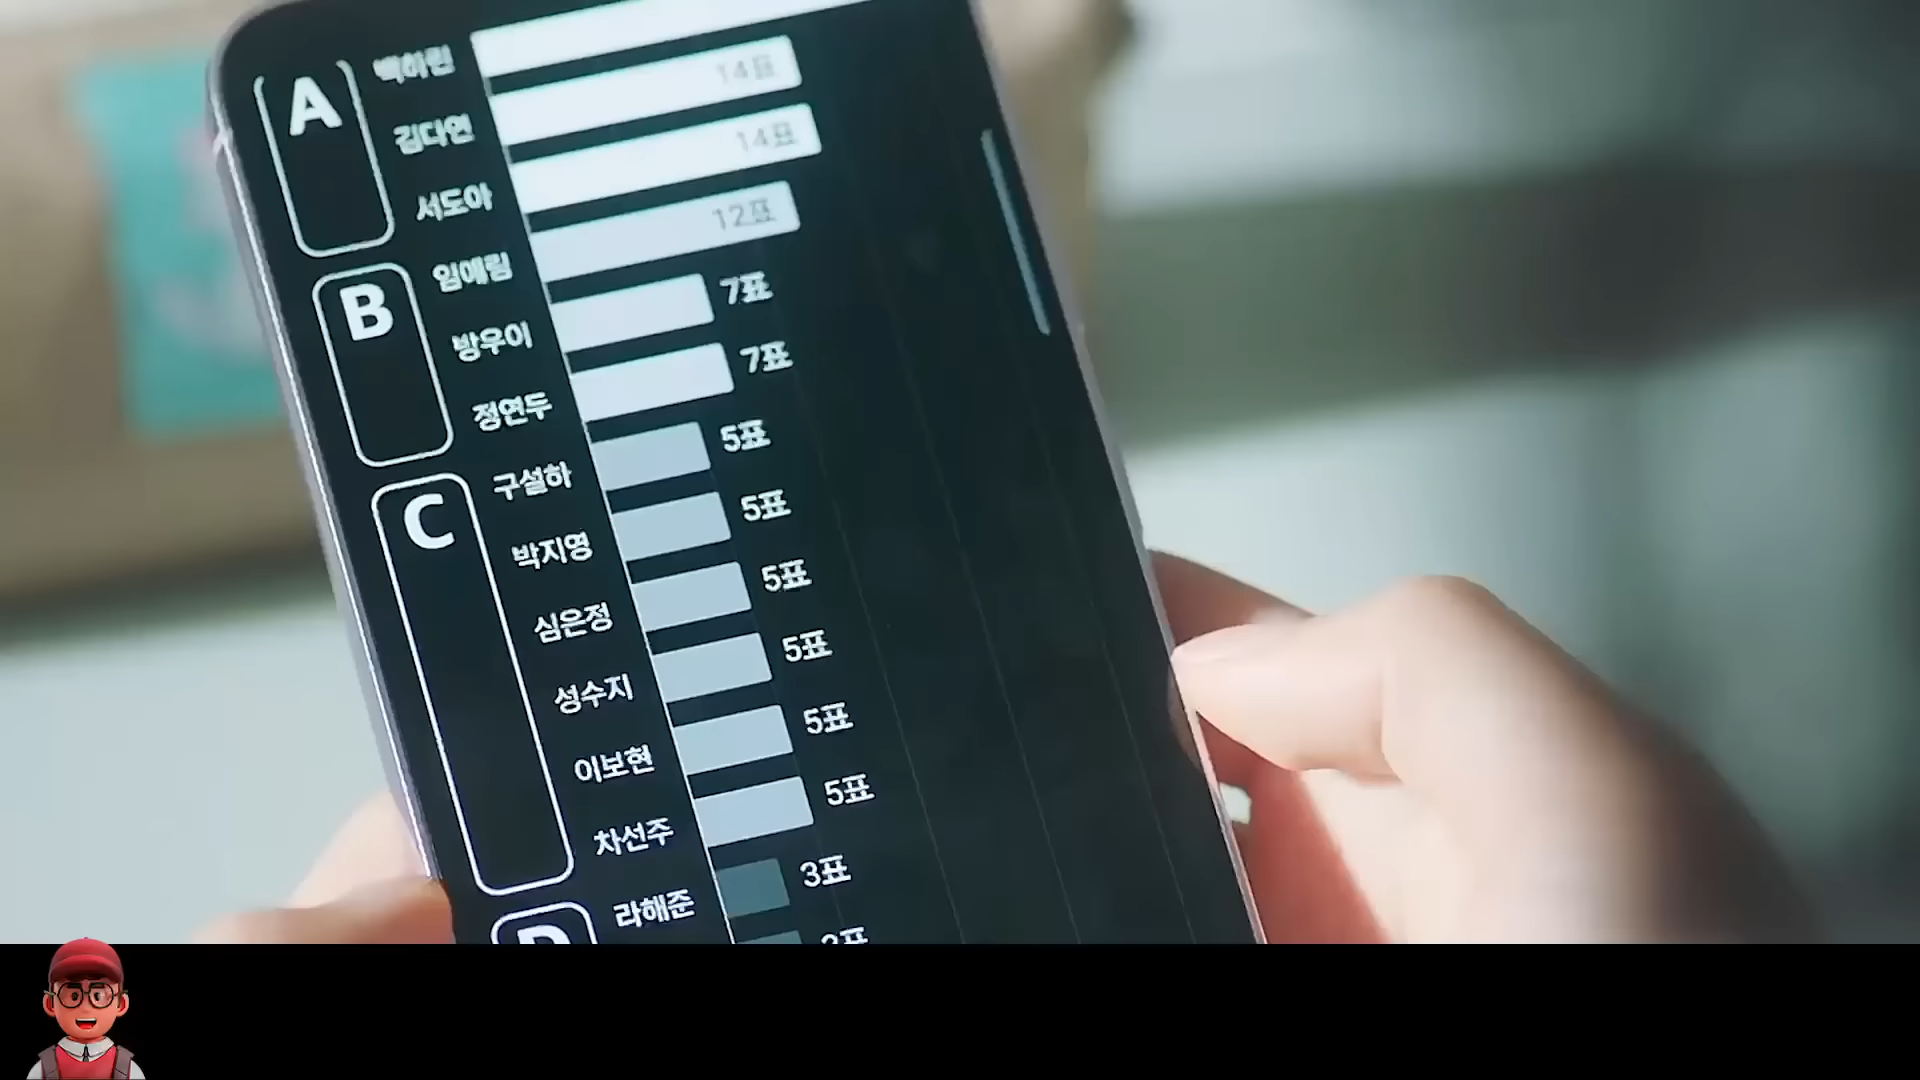 A
백하린
김다연 14표
서도아 14표
B
임예림 12표
방우이 7표
정연두 7표
C
구설하 5표
박지영 5표
심은정 5표
성수지 5표
이보현 5표
차선주 5표
D
라해준 3표